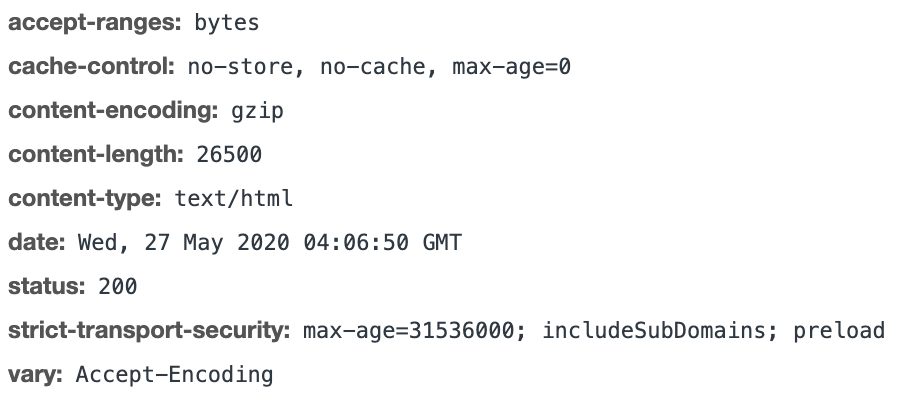 accept-ranges: bytes
cache-control: no-store, no-cache, max-age=0
content-encoding: gzip
content-length: 26500
content-type: text/html
date: Wed, 27 May 2020 04:06:50 GMT
status: 200
strict-transport-security: max-age=31536000; includeSubDomains; preload
vary: Accept-Encoding